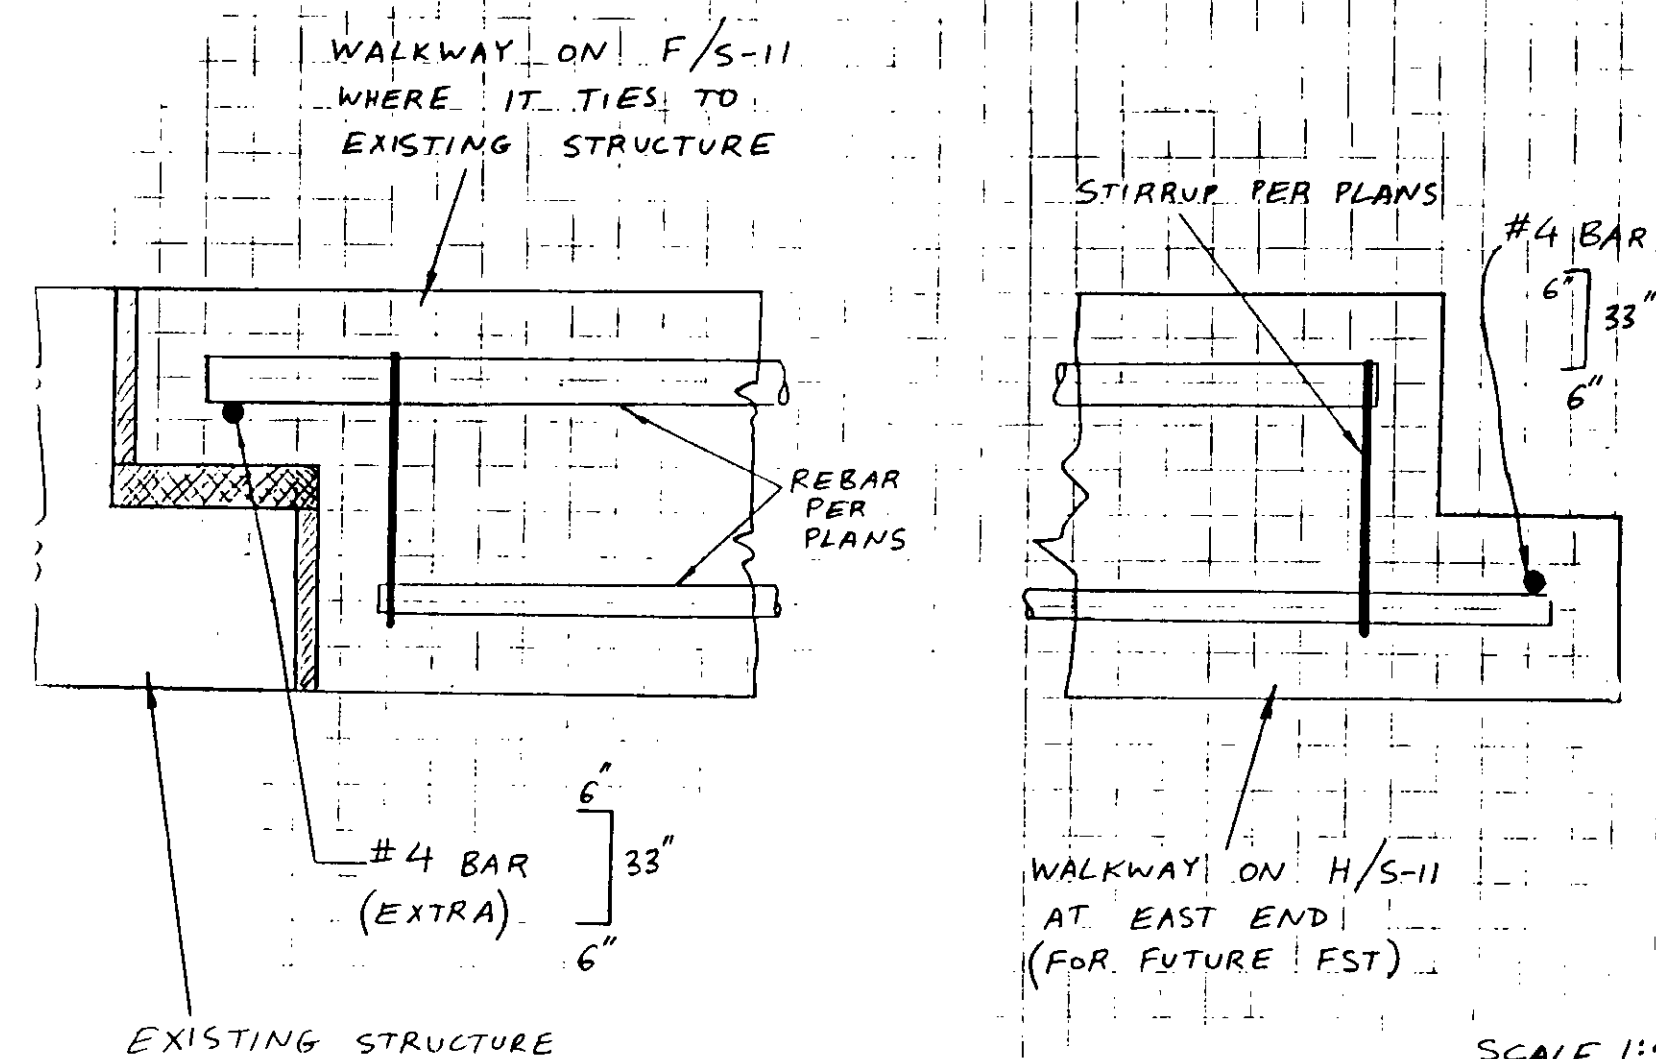 WALKWAY ON F/S-11
WHERE IT TIES TO
EXISTING STRUCTURE
STIRRUP PER PLANS
#4 BAR
6"
33"
6"
REBAR
PER
PLANS
6"
#4 BAR
33"
(EXTRA)
6"
WALKWAY ON H/S-11
AT EAST END
(FOR FUTURE FST)
EXISTING STRUCTURE
SCALE